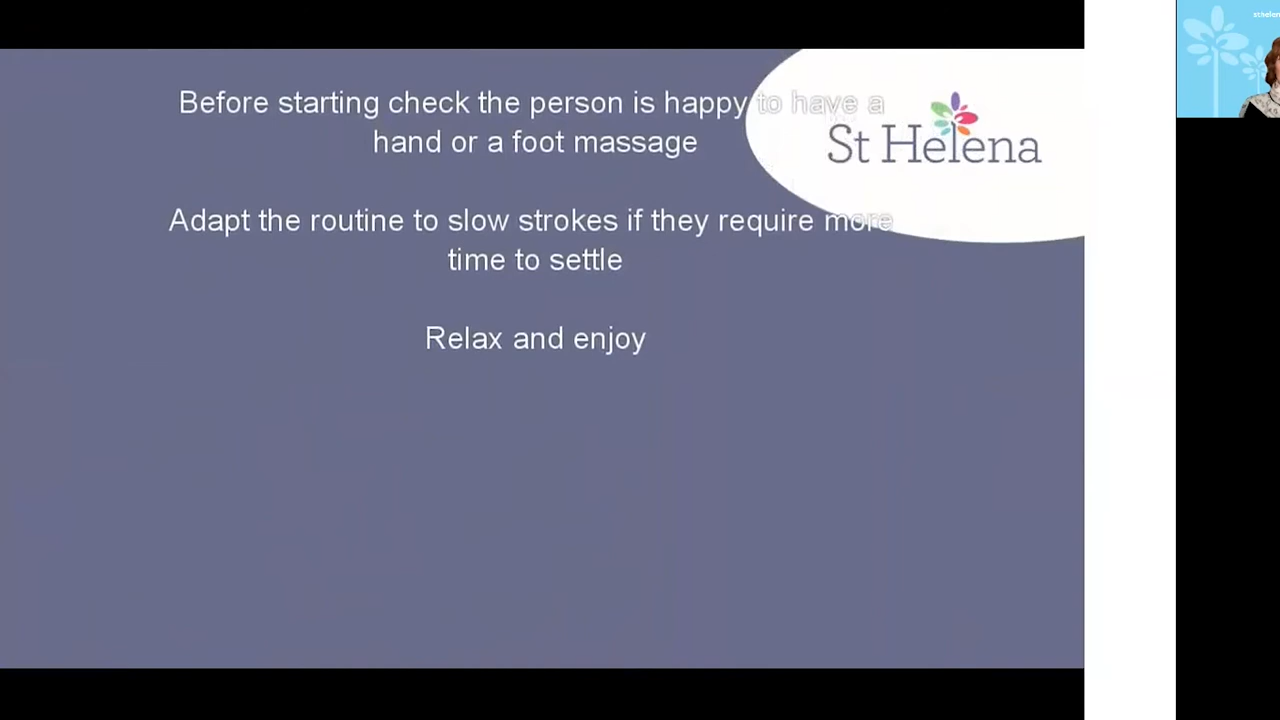 Before starting check the person is happy to have a
hand or a foot massage
St Helena
Adapt the routine to slow strokes if they require more
time to settle
Relax and enjoy